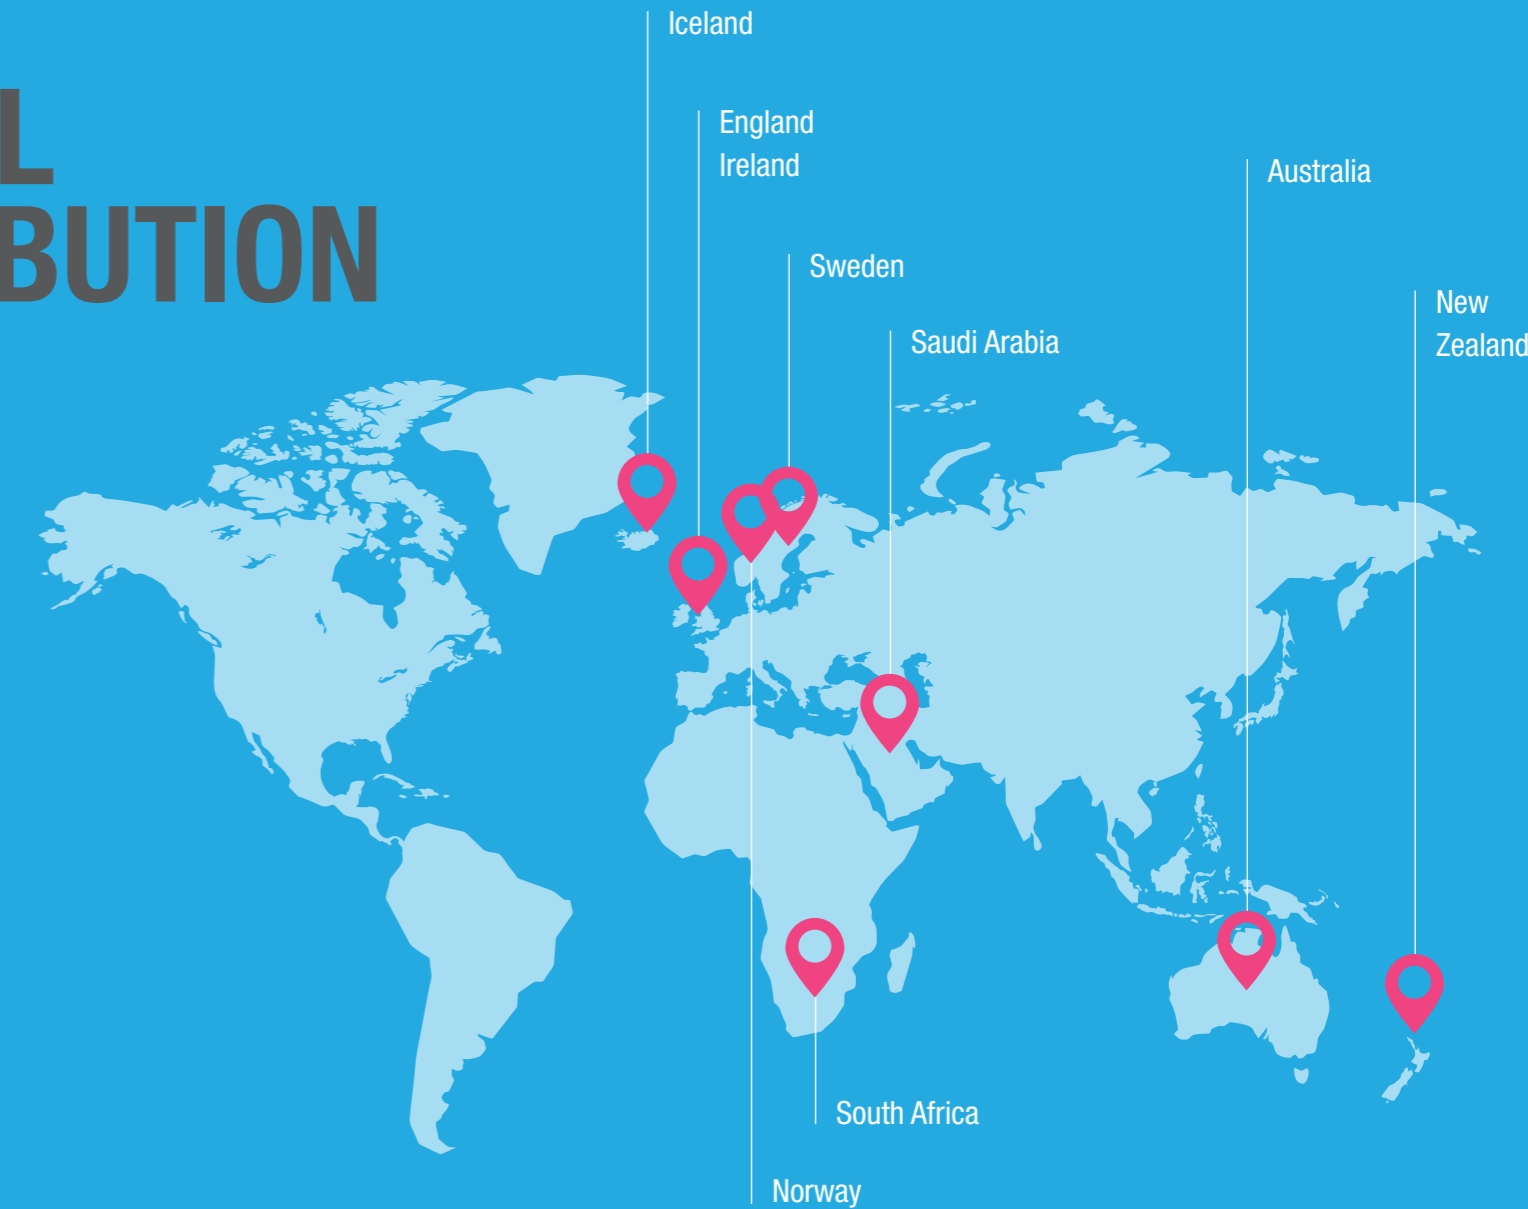 Iceland
L
BUTION
England
Ireland
Australia
Sweden
New
Zealand
Saudi Arabia
South Africa
Norway